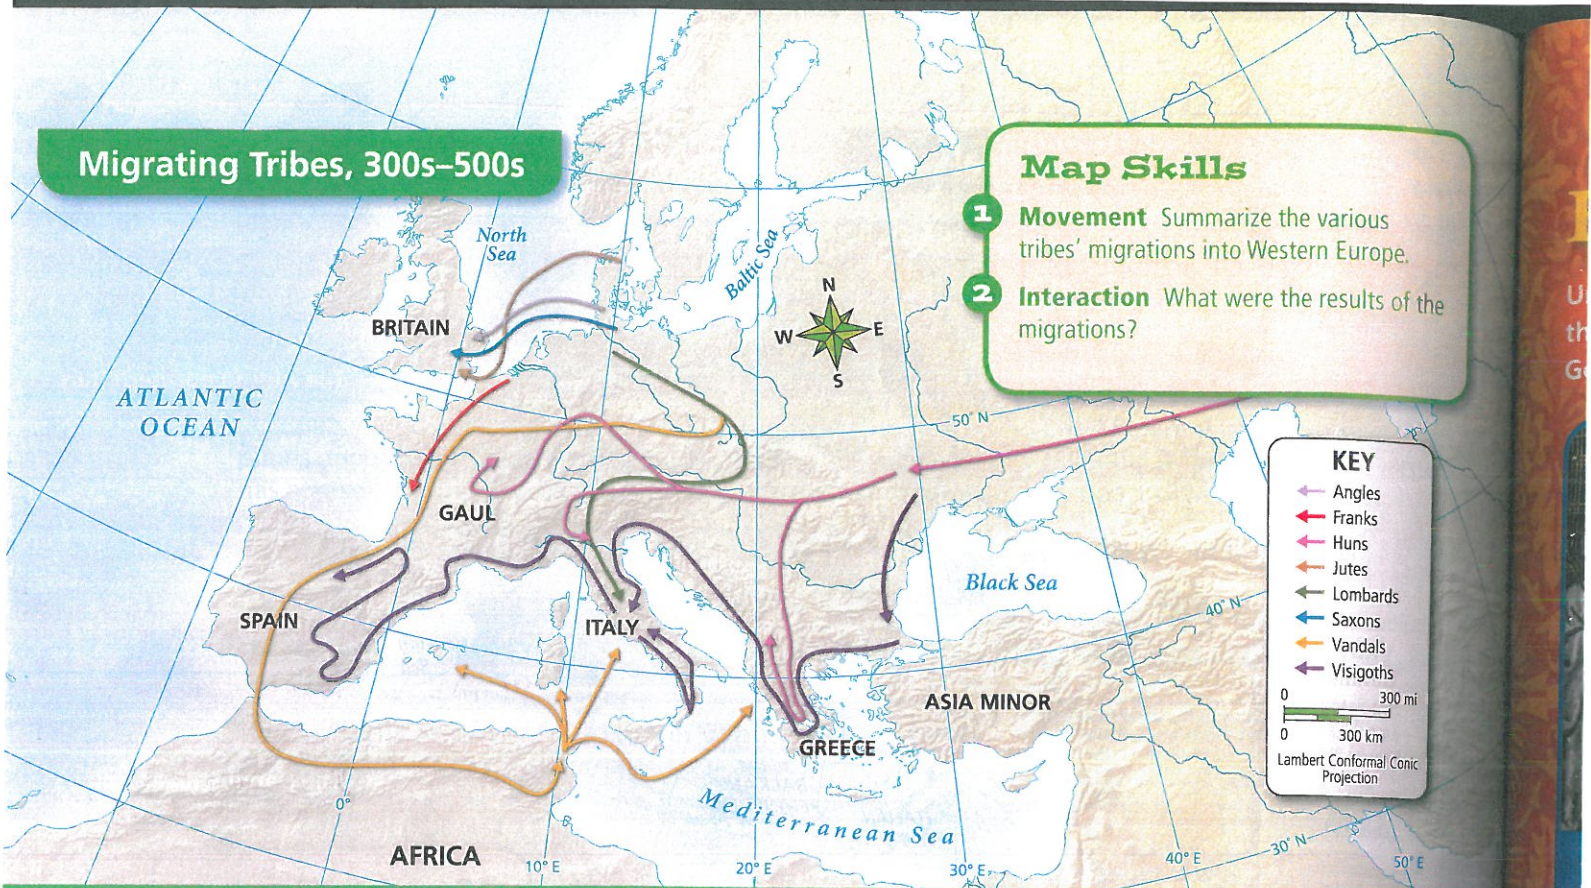 Migrating Tribes, 300s–500s
Map Skills
1 Movement Summarize the various
tribes' migrations into Western Europe.
2 Interaction What were the results of the
migrations?
North
Sea
Baltic Sea
N
W E
S
BRITAIN
ATLANTIC
OCEAN
50° N
GAUL
Black Sea
40° N
SPAIN
ITALY
ASIA MINOR
GREECE
Mediterranean Sea
0°
AFRICA
10° E
20° E
30° E
40° E
30° N
50° E
KEY
Angles
Franks
Huns
Jutes
Lombards
Saxons
Vandals
Visigoths
0 300 mi
0 300 km
Lambert Conformal Conic
Projection